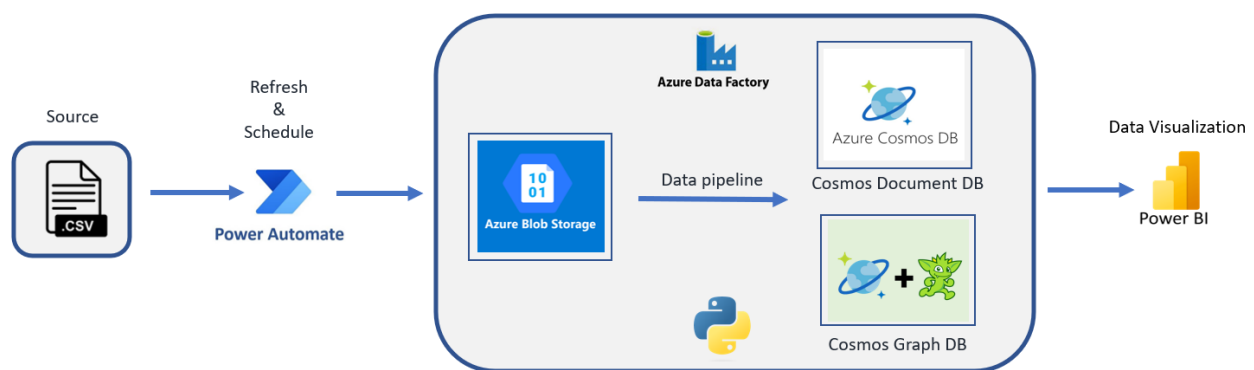 Source
.CSV
Refresh
&
Schedule
Power Automate
Azure Data Factory
10
01
Azure Blob Storage
Data pipeline
Azure Cosmos DB
Cosmos Document DB
+
Cosmos Graph DB
Data Visualization
Power BI